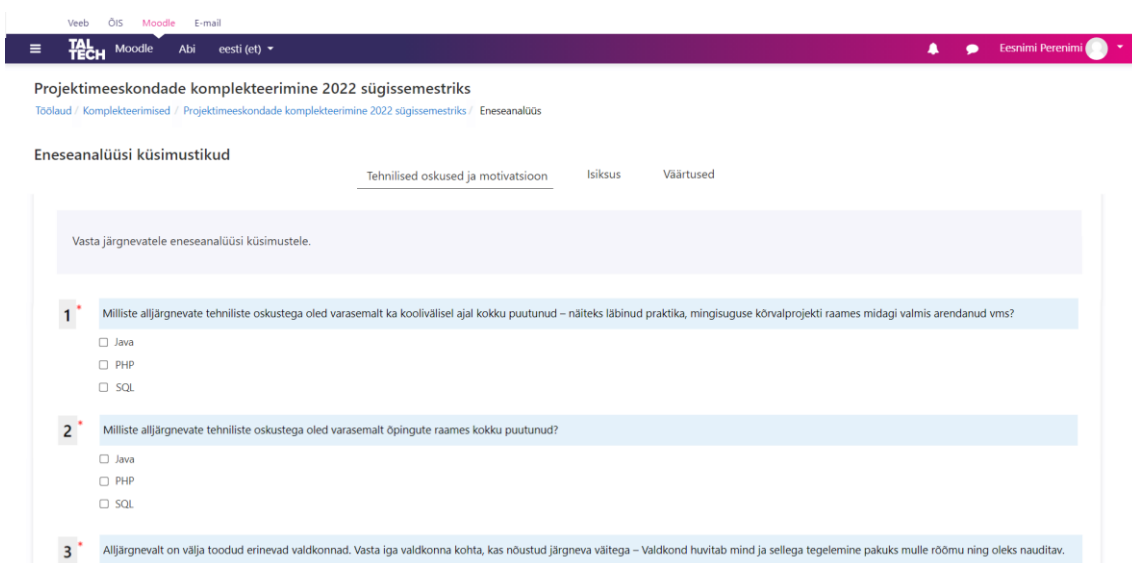 Veeb ÕIS Moodle E-mail
TAL TECH Moodle Abi eesti (et) Eesnimi Perenimi
Projektimeeskondade komplekteerimine 2022 sügissemestriks
Töölaud / Komplekteerimised / Projektimeeskondade komplekteerimine 2022 sügissemestriks / Eneseanalüüs
Eneseanalüüsi küsimustikud
Tehnilised oskused ja motivatsioon Isiksus Väärtused
Vasta järgnevatele eneseanalüüsi küsimustele.
1 * Milliste alljärgnevate tehniliste oskustega oled varasemalt ka koolivälisel ajal kokku puutunud – näiteks läbinud praktika, mingisuguse kõrvalprojekti raames midagi valmis arendanud vms?
Java
PHP
SQL
2 * Milliste alljärgnevate tehniliste oskustega oled varasemalt õpingute raames kokku puutunud?
Java
PHP
SQL
3 * Alljärgnevalt on välja toodud erinevad valdkonnad. Vasta iga valdkonna kohta, kas nõustud järgneva väitega – Valdkond huvitab mind ja sellega tegelemine pakuks mulle rõõmu ning oleks nauditav.